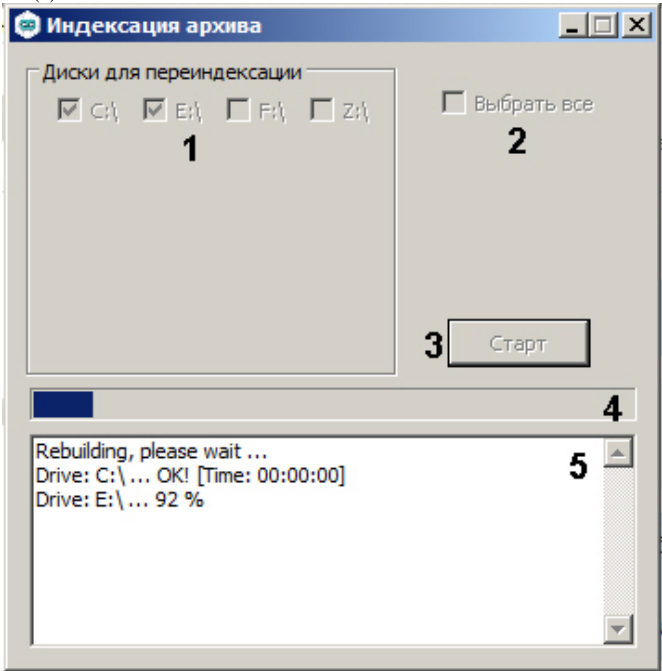 Индексация архива
Диски для переиндексации
C:\ E:\ F:\ Z:\
Выбрать все
1
2
3
Старт
4
Rebuilding, please wait ...
5
Drive: C:\ ... OK! [Time: 00:00:00]
Drive: E:\ ... 92 %